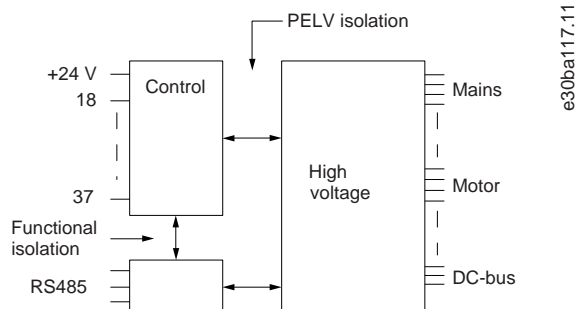 PELV isolation
e30ba117.11
+24 V
Control
18
Mains
High
voltage
37
Motor
Functional
isolation
RS485
DC-bus